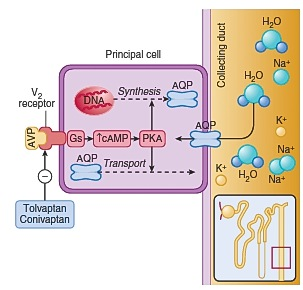 Principal cell
V2
receptor
AVP
Gs
↑cAMP
PKA
DNA
Synthesis
AQP
AQP
AQP
Transport
Tolvaptan
Conivaptan
Collecting duct
H2O
Na+
H2O
K+
Na+
H2O
K+
Na+